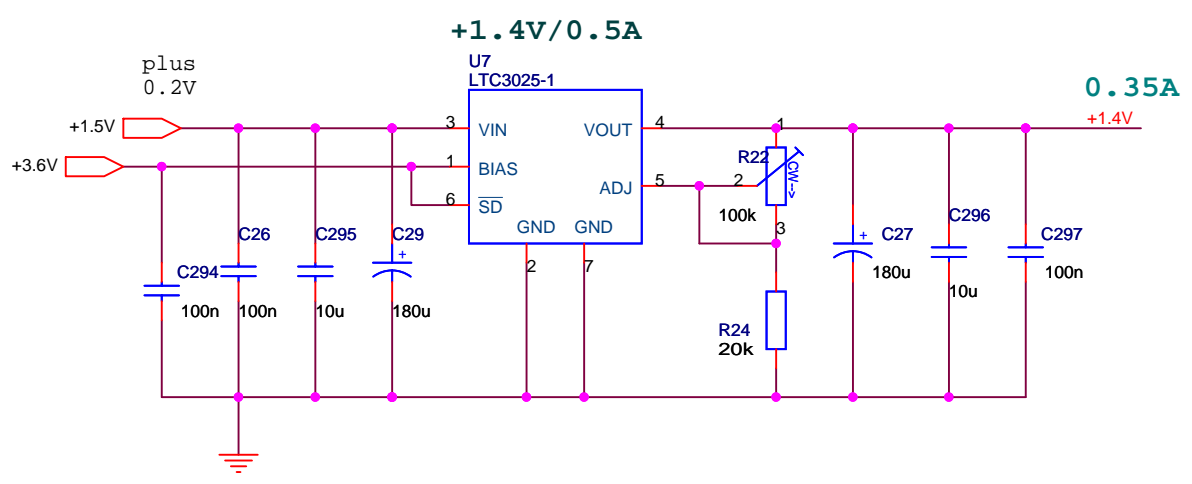 +1.4V/0.5A
U7
LTC3025-1
plus
0.2V
0.35A
+1.4V
+1.5V
3
VIN
VOUT
4
1
+3.6V
1
BIAS
R22
CW-->
ADJ
5
2
6
SD
100k
GND
GND
3
C26
C295
C29
+
C294
2
7
+
C27
C296
C297
180u
100n
100n
100n
10u
180u
10u
R24
20k